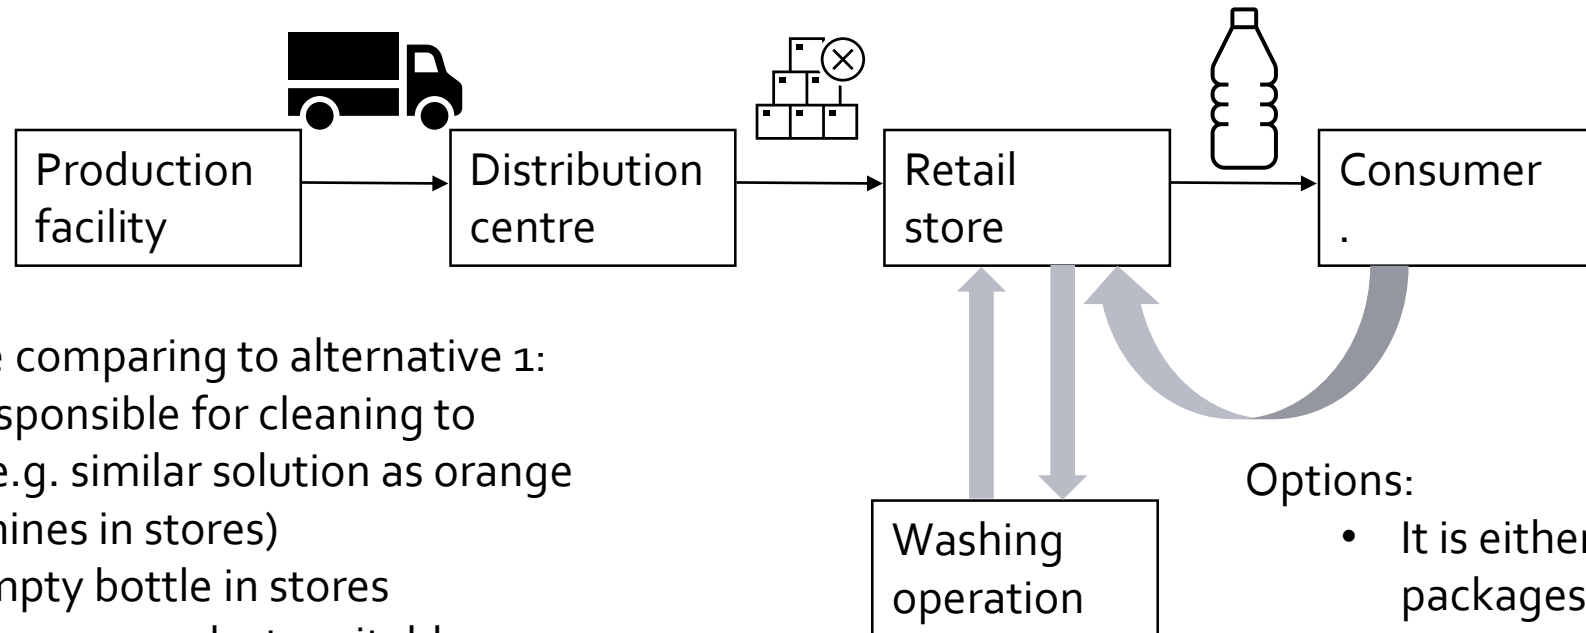 Production
facility
Distribution
centre
Retail
store
Consumer
.
comparing to alternative 1:
sponsible for cleaning to
e.g. similar solution as orange
hines in stores)
mpty bottle in stores
Washing
operation
Options:
• It is either
packages